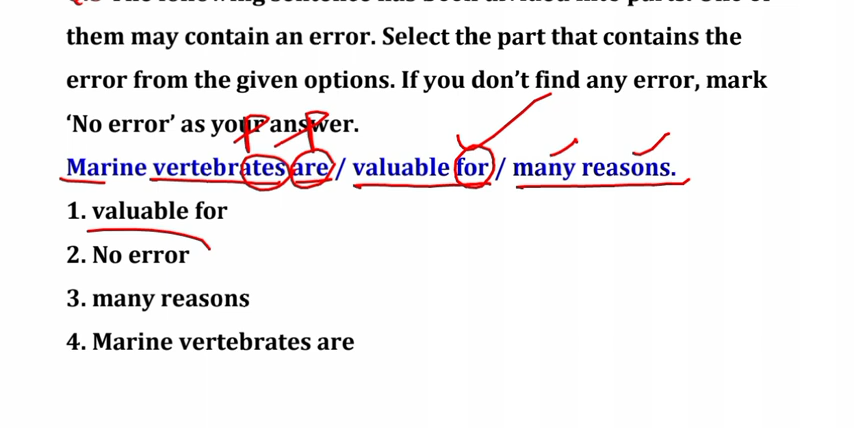 them may contain an error. Select the part that contains the
error from the given options. If you don't find any error, mark
'No error' as your answer.
Marine vertebrates are/ valuable for/ many reasons.
1. valuable for
2. No error
3. many reasons
4. Marine vertebrates are